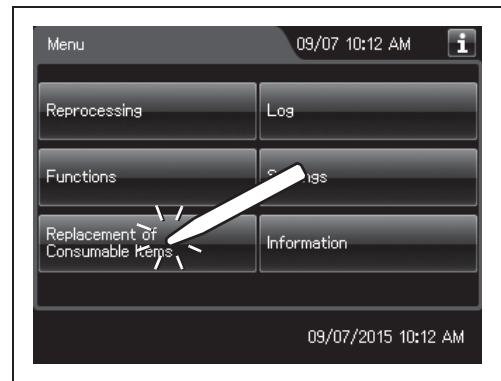 Menu
09/07 10:12 AM
i
Reprocessing
Log
Functions
Replacement of
Consumable Items
Information
09/07/2015 10:12 AM